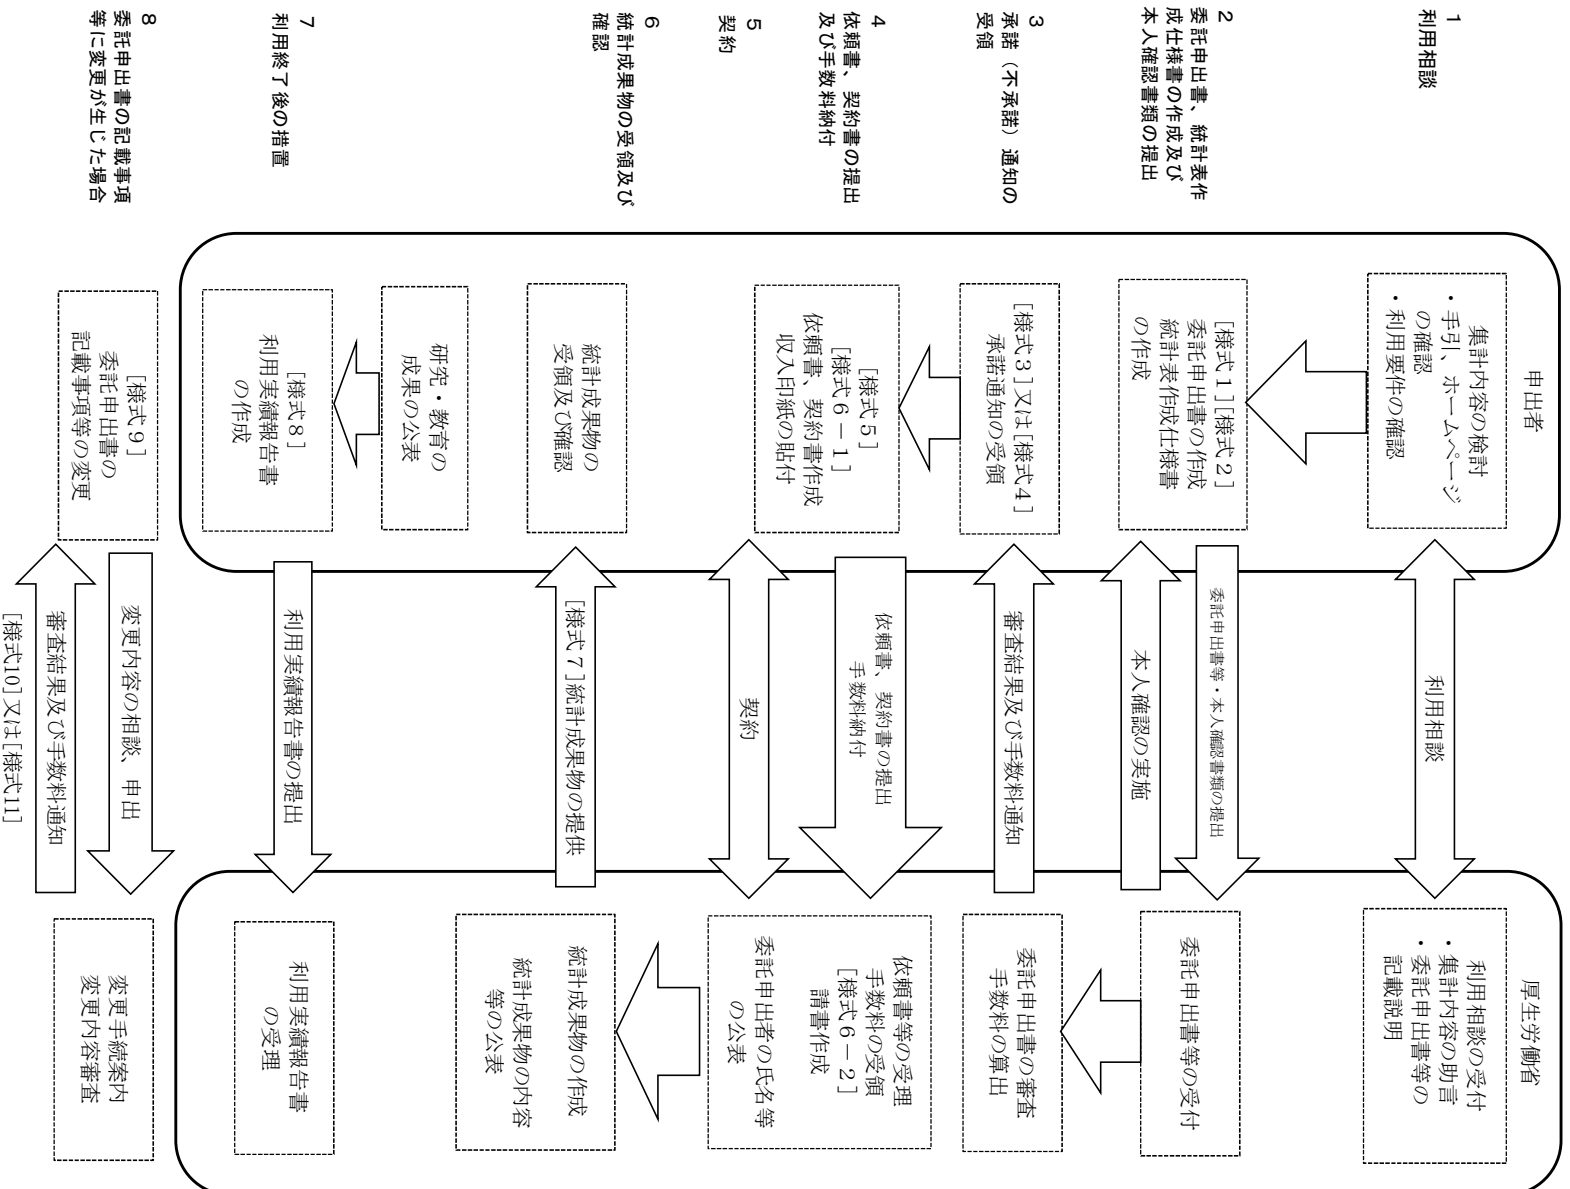 申出者
厚生労働省
1
利用相談
集計内容の検討
・手引、ホームページ
の確認
・利用要件の確認
利用相談
利用相談の受付
・集計内容の助言
・委託申出書等の
記載説明
2
委託申出書、統計表作
成仕様書の作成及び
本人確認書類の提出
[様式1][様式2]
委託申出書の作成
統計表作成仕様書
の作成
委託申出書等・本人確認書類の提出
本人確認の実施
委託申出書等の受付
3
承諾(不承諾)通知の
受領
[様式3]又は[様式4]
承諾通知の受領
審査結果及び手数料通知
委託申出書の審査
手数料の算出
4
依頼書、契約書の提出
及び手数料納付
[様式5]
[様式6-1]
依頼書、契約書作成
収入印紙の貼付
依頼書、契約書の提出
手数料納付
依頼書等の受理
手数料の受領
[様式6-2]
請書作成
委託申出者の氏名等
の公表
5
契約
契約
6
統計成果物の受領及び
確認
統計成果物の
受領及び確認
[様式7]統計成果物の提供
統計成果物の作成
統計成果物の内容
等の公表
7
利用終了後の措置
研究・教育の
成果の公表
[様式8]
利用実績報告書
の作成
利用実績報告書の提出
利用実績報告書
の受理
8
委託申出書の記載事項
等に変更が生じた場合
[様式9]
委託申出書の
記載事項等の変更
変更内容の相談、申出
審査結果及び手数料通知
[様式10]又は[様式11]
変更手続案内
変更内容審査